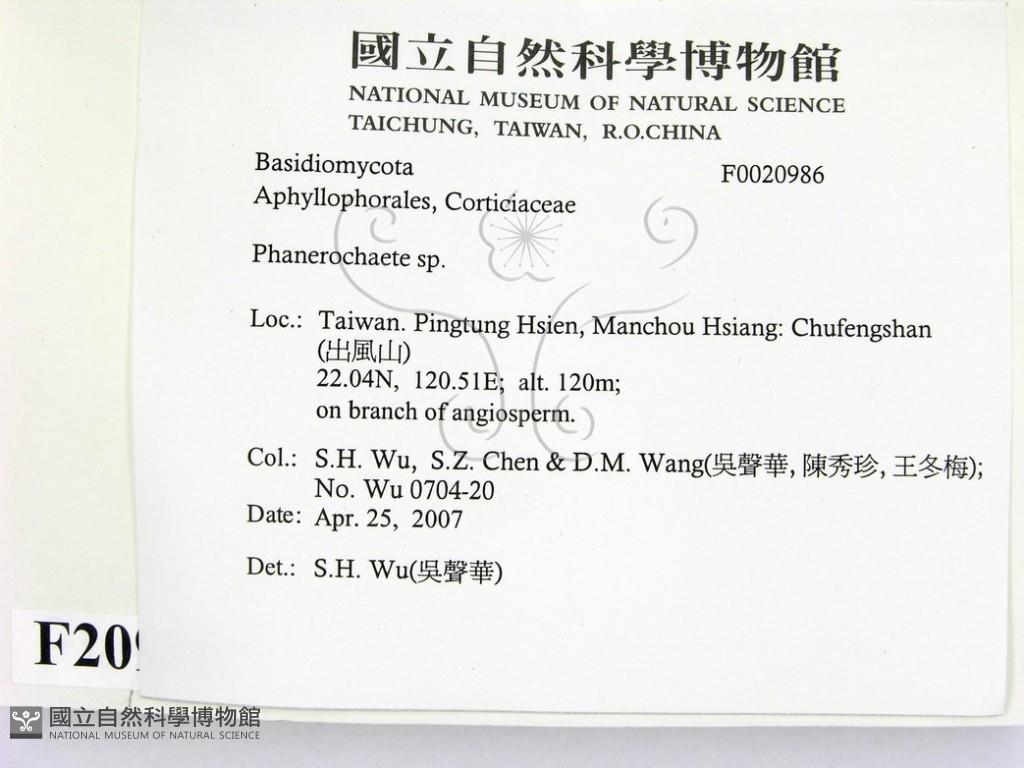 國立自然科學博物館
NATIONAL MUSEUM OF NATURAL SCIENCE
TAICHUNG, TAIWAN, R.O.CHINA
Basidiomycota F0020986
Aphyllophorales, Corticiaceae
Phanerochaete sp.
Loc.: Taiwan. Pingtung Hsien, Manchou Hsiang: Chufengshan
(出風山)
22.04N, 120.51E; alt. 120m;
on branch of angiosperm.
Col.: S.H. Wu, S.Z. Chen & D.M. Wang(吳聲華, 陳秀珍, 王冬梅);
No. Wu 0704-20
Date: Apr. 25, 2007
Det.: S.H. Wu(吳聲華)
F209
國立自然科學博物館
NATIONAL MUSEUM OF NATURAL SCIENCE